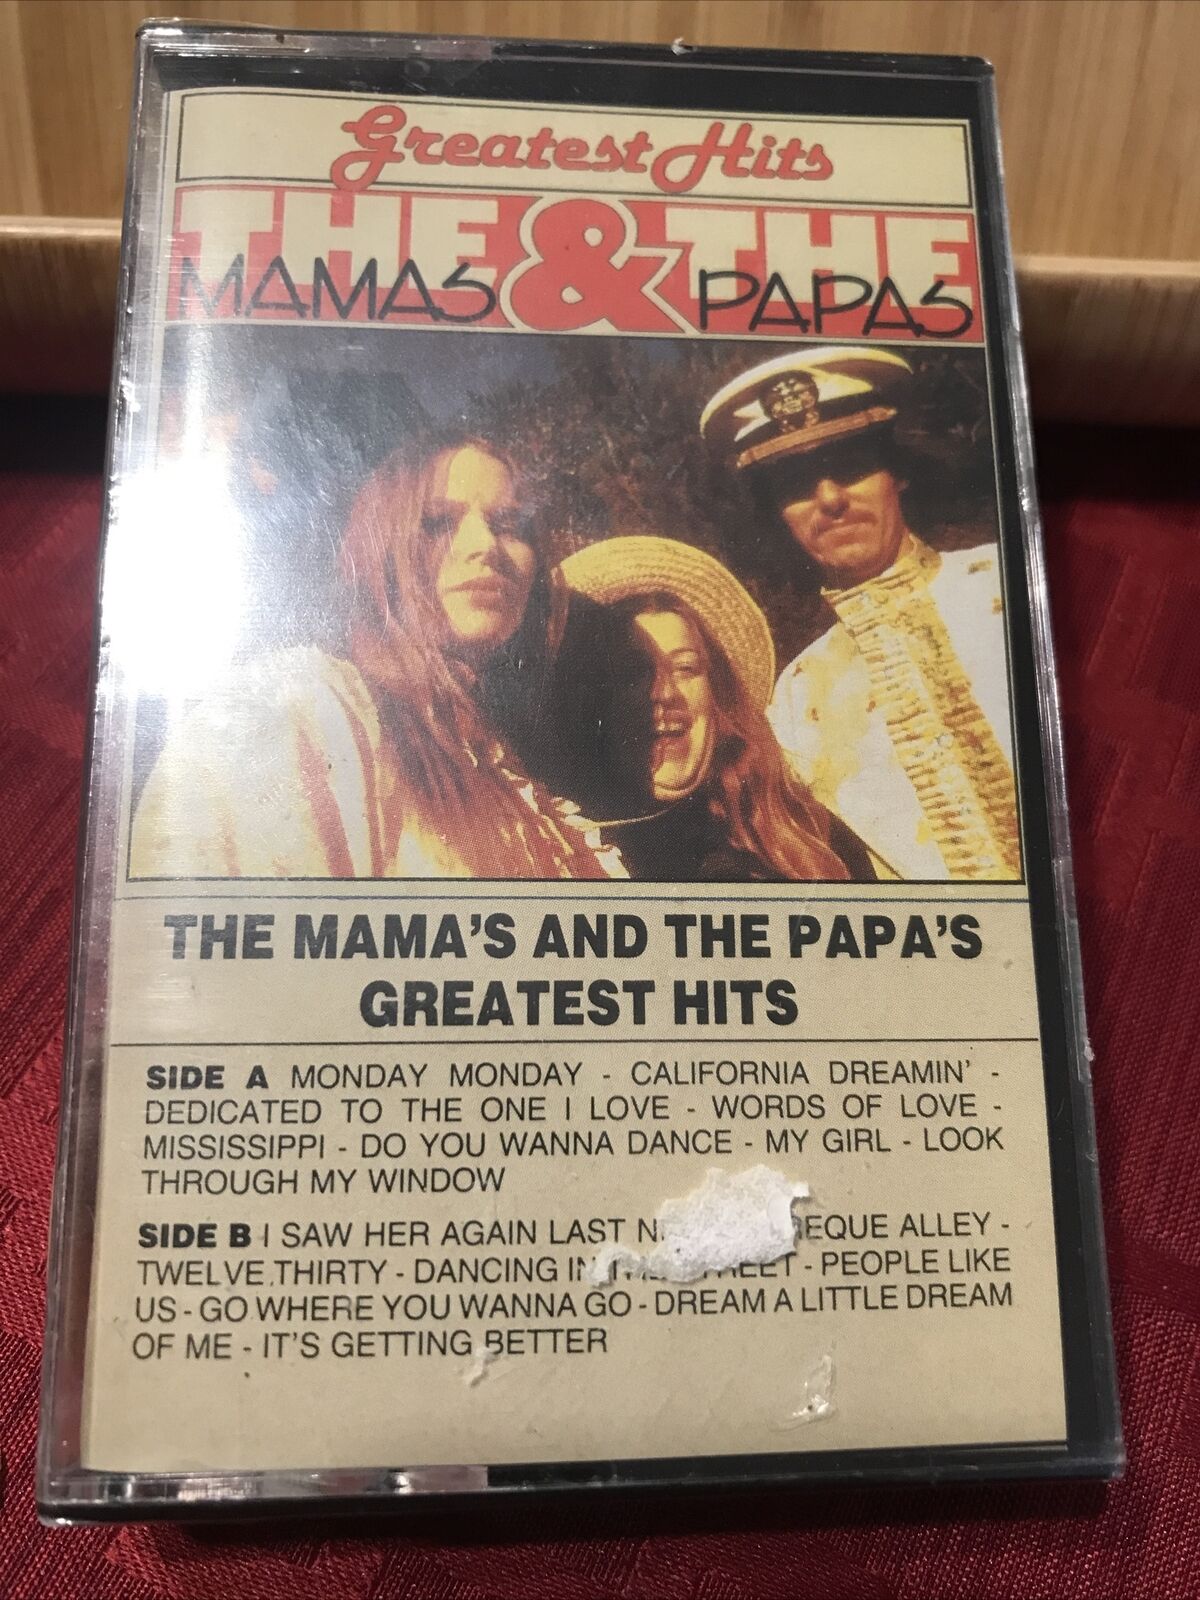 Greatest Hits
THE & THE
MAMAS PAPAS
THE MAMA'S AND THE PAPA'S
GREATEST HITS
SIDE A MONDAY MONDAY - CALIFORNIA DREAMIN' -
DEDICATED TO THE ONE I LOVE - WORDS OF LOVE -
MISSISSIPPI - DO YOU WANNA DANCE - MY GIRL - LOOK
THROUGH MY WINDOW
SIDE B I SAW HER AGAIN LAST ALLEY -
TWELVE THIRTY - DANCING IN THE STREET - PEOPLE LIKE
US - GO WHERE YOU WANNA GO - DREAM A LITTLE DREAM
OF ME - IT'S GETTING BETTER